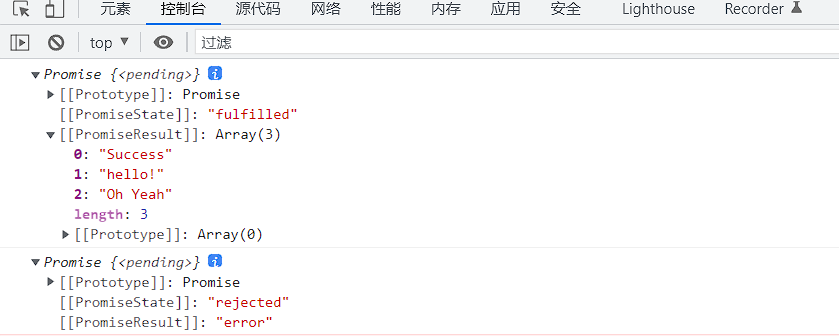 元素 控制台 源代码 网络 性能 内存 应用 安全 Lighthouse Recorder
top ▼ 过滤
▼Promise {<pending>} i
▶[[Prototype]]: Promise
[[PromiseState]]: "fulfilled"
▼[[PromiseResult]]: Array(3)
0: "Success"
1: "hello!"
2: "Oh Yeah"
length: 3
▶[[Prototype]]: Array(0)
▼Promise {<pending>} i
▶[[Prototype]]: Promise
[[PromiseState]]: "rejected"
[[PromiseResult]]: "error"